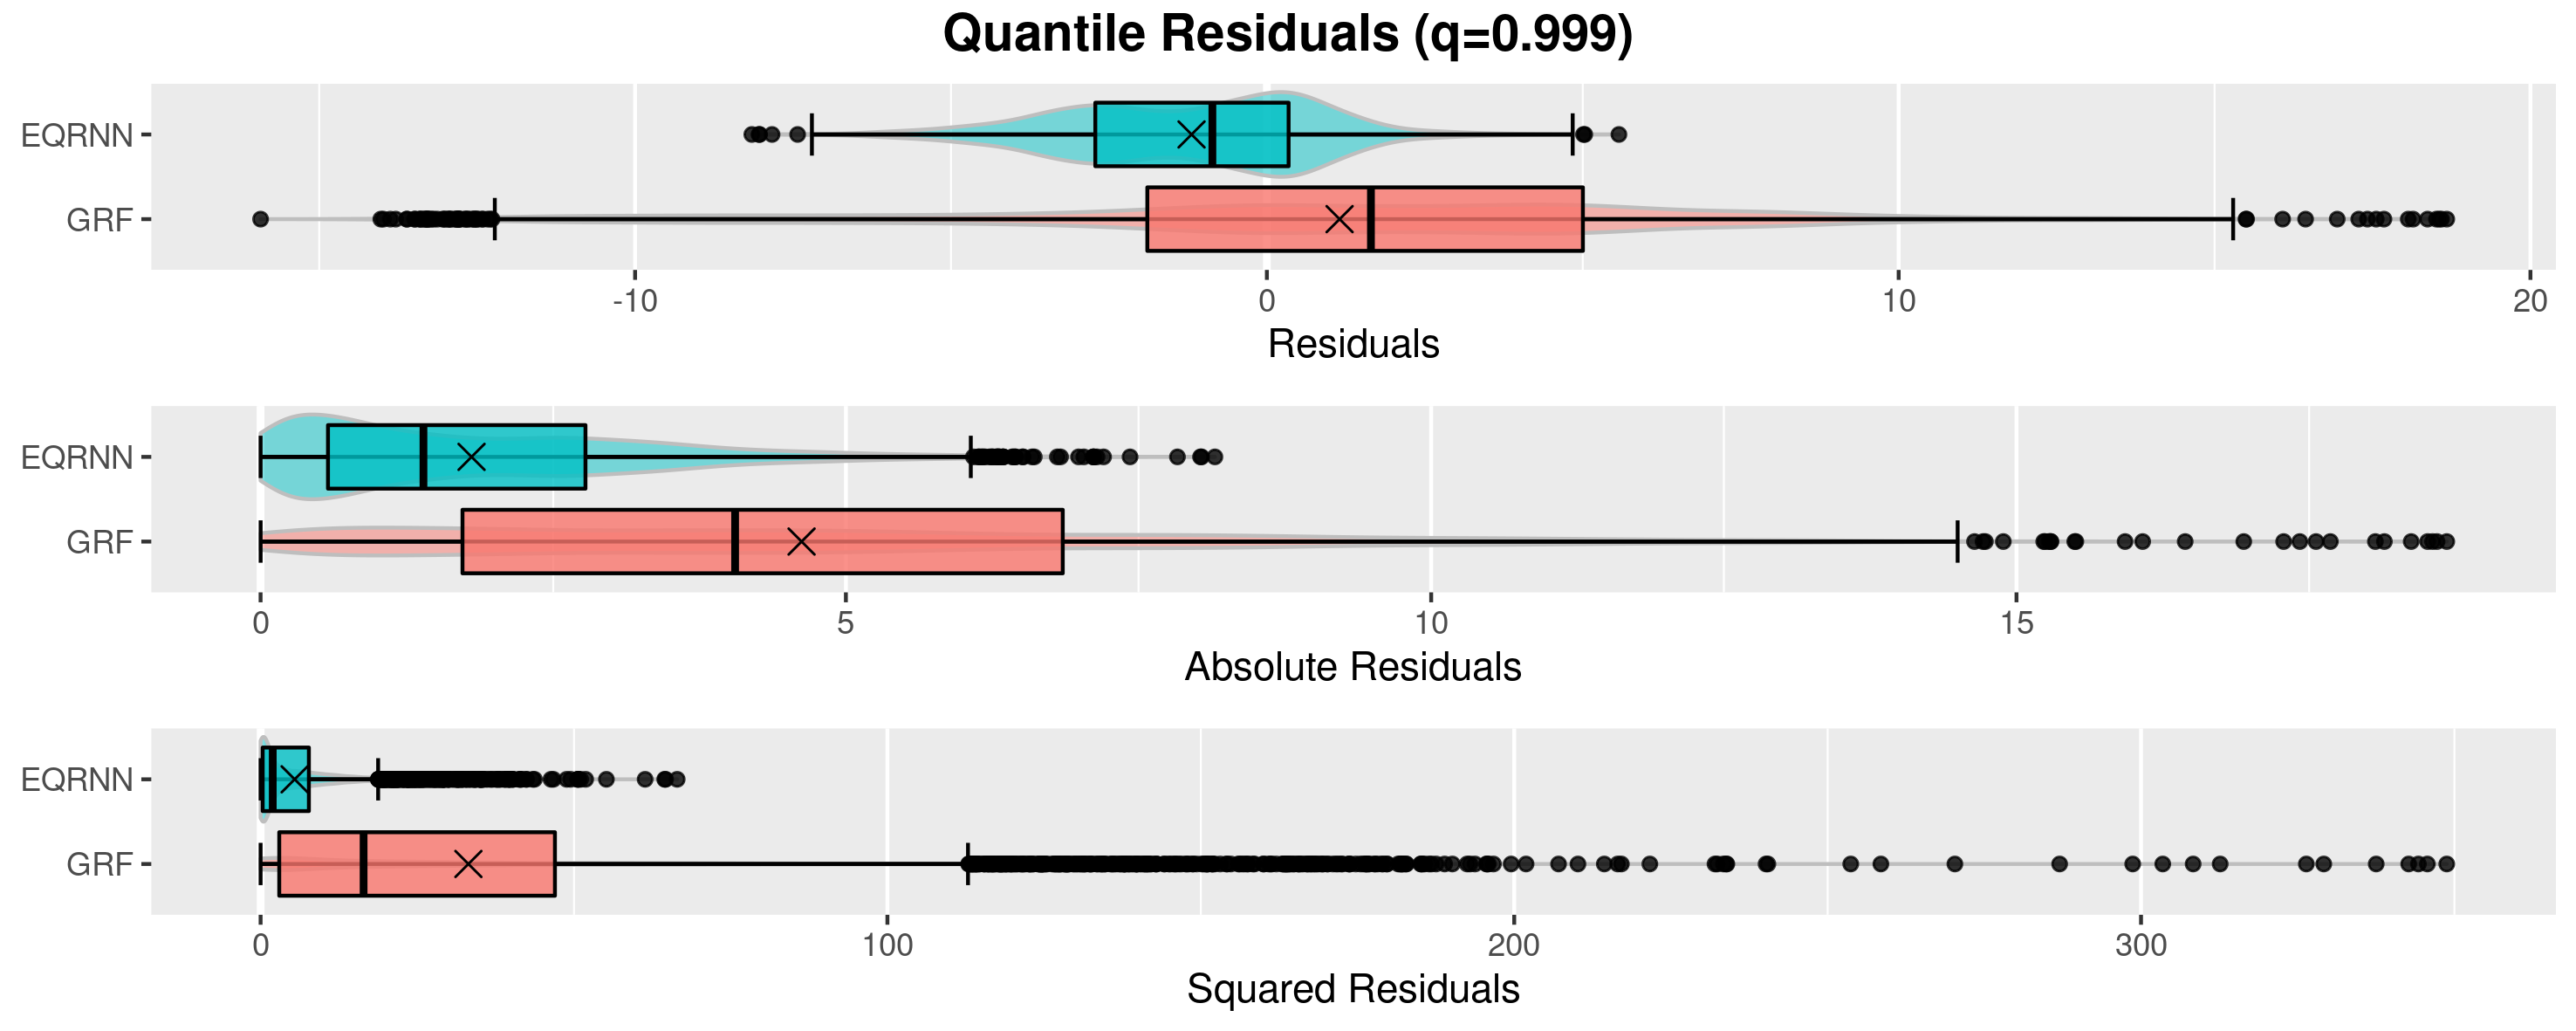 Quantile Residuals (q=0.999)
EQRNN
GRF
-10 0 10 20
Residuals
EQRNN
GRF
0 5 10 15
Absolute Residuals
EQRNN
GRF
0 100 200 300
Squared Residuals